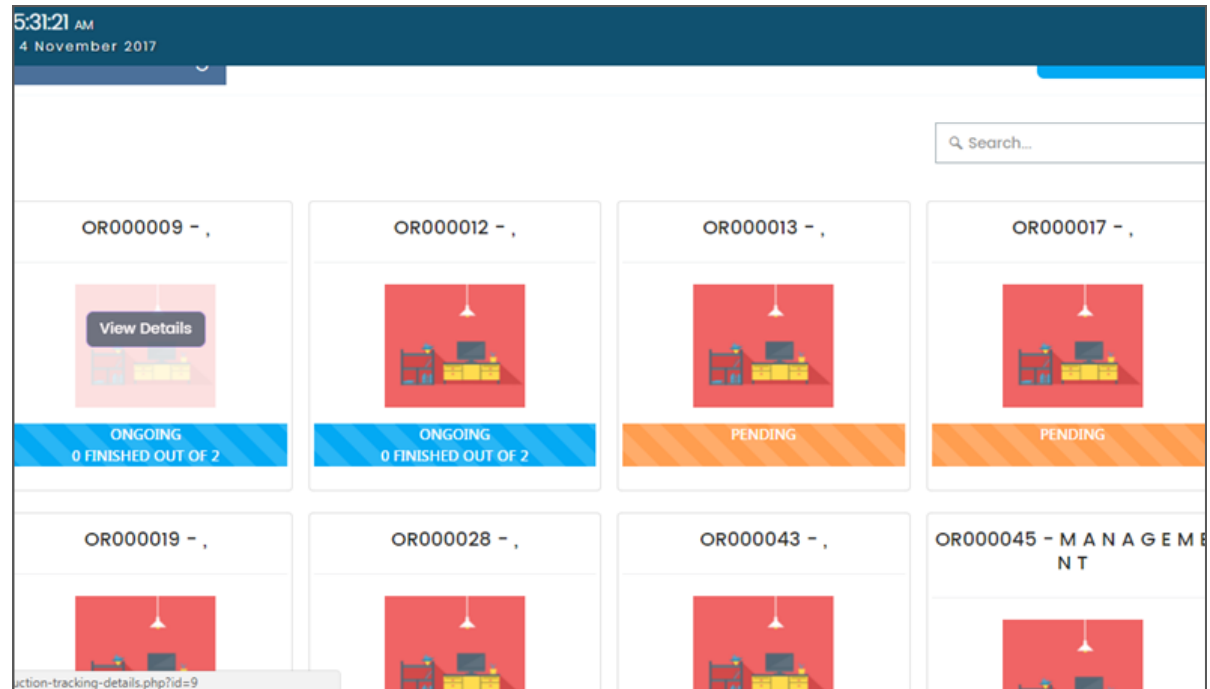 5:31:21 AM
4 November 2017
Search...
OR000009 - ,
OR000012 - ,
OR000013 - ,
OR000017 - ,
View Details
ONGOING
0 FINISHED OUT OF 2
ONGOING
0 FINISHED OUT OF 2
PENDING
PENDING
OR000019 - ,
OR000028 - ,
OR000043 - ,
OR000045 - M A N A G E M E
N T
uction-tracking-details.php?id=9